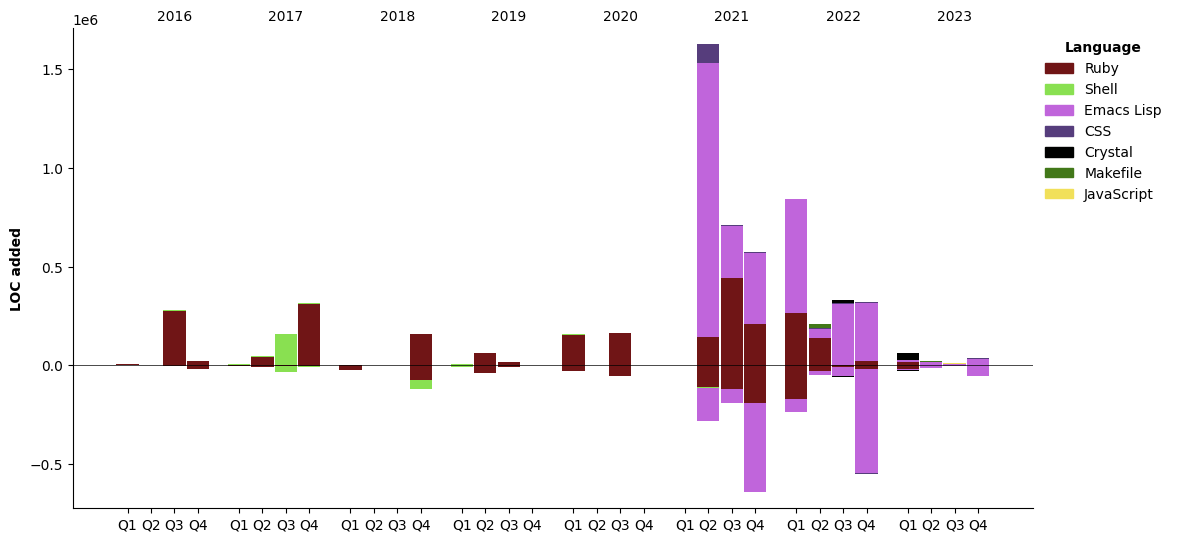 1e6
2016 2017 2018 2019 2020 2021 2022 2023
Language
Ruby
Shell
Emacs Lisp
CSS
Crystal
Makefile
JavaScript
LOC added
1.5
1.0
0.5
0.0
−0.5
Q1 Q2 Q3 Q4 Q1 Q2 Q3 Q4 Q1 Q2 Q3 Q4 Q1 Q2 Q3 Q4 Q1 Q2 Q3 Q4 Q1 Q2 Q3 Q4 Q1 Q2 Q3 Q4 Q1 Q2 Q3 Q4